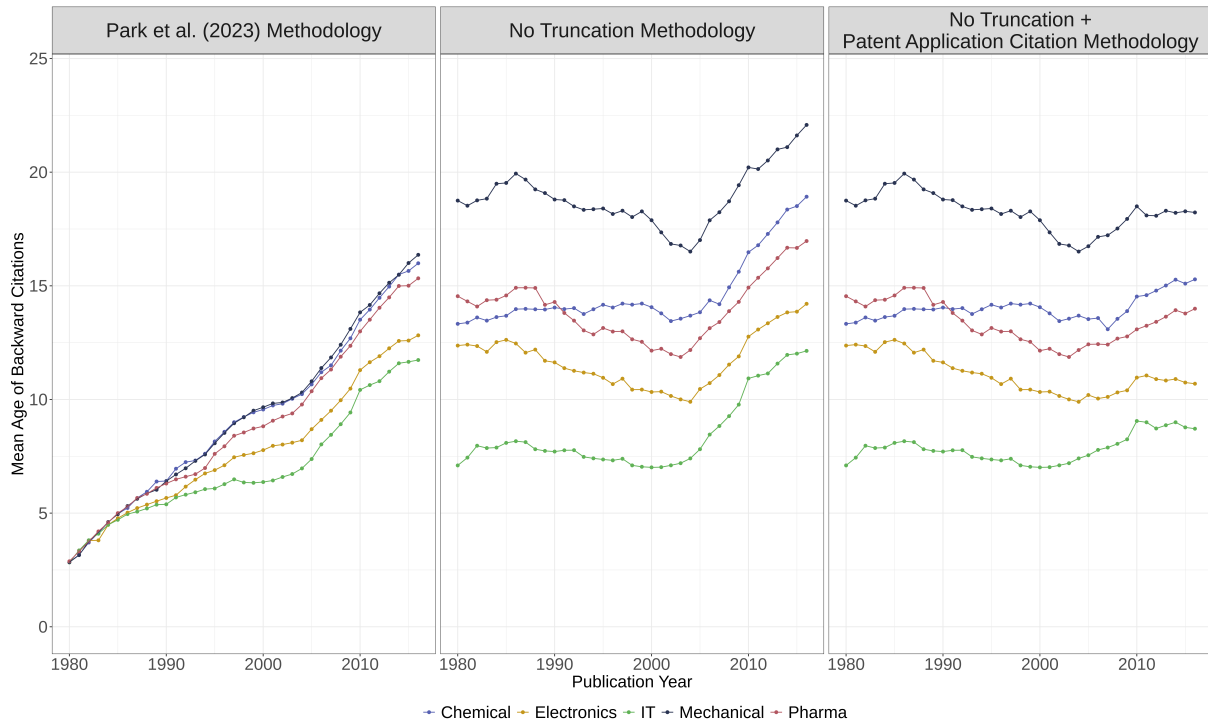 Park et al. (2023) Methodology
No Truncation Methodology
No Truncation +
Patent Application Citation Methodology
Mean Age of Backward Citations
25
20
15
10
5
0
1980 1990 2000 2010
1980 1990 2000 2010
1980 1990 2000 2010
Publication Year
Chemical Electronics IT Mechanical Pharma